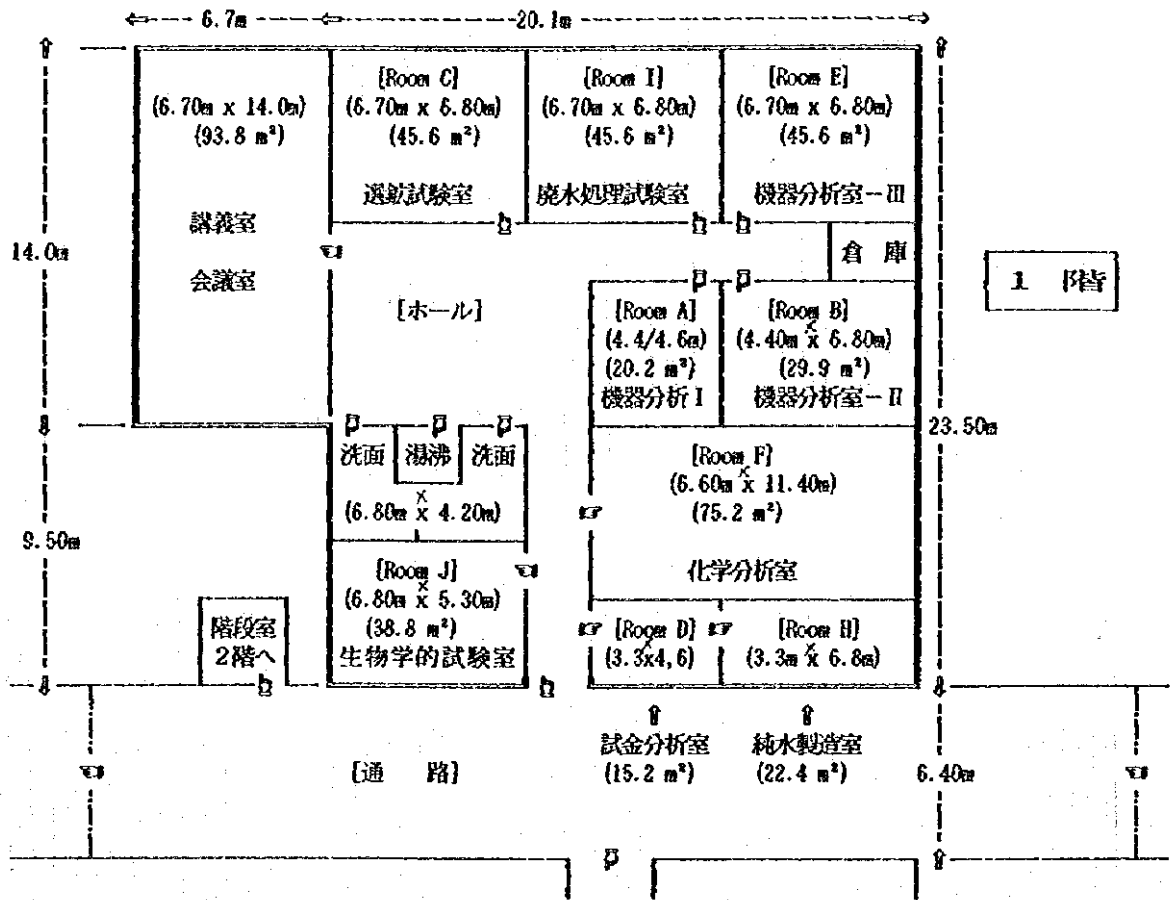 6.7m
20.1m
(6.70m x 14.0m)
(93.8 m²)
講義室
会議室
[Room C]
(6.70m x 6.80m)
(45.6 m²)
選鉱試験室
[Room I]
(6.70m x 6.80m)
(45.6 m²)
廃水処理試験室
[Room E]
(6.70m x 6.80m)
(45.6 m²)
機器分析室-III
14.0m
倉 庫
1 階
[ホール]
[Room A]
(4.4/4.6m)
(20.2 m²)
機器分析 I
[Room B]
(4.40m x 6.80m)
(29.9 m²)
機器分析室-II
23.50m
洗面
湯沸
洗面
(6.80m x 4.20m)
[Room F]
(6.60m x 11.40m)
(75.2 m²)
化学分析室
9.50m
[Room J]
(6.80m x 5.30m)
(38.8 m²)
生物学的試験室
階段室
2階へ
[Room D]
(3.3x4,6)
[Room H]
(3.3m x 6.8m)
試金分析室
(15.2 m²)
純水製造室
(22.4 m²)
[通 路]
6.40m